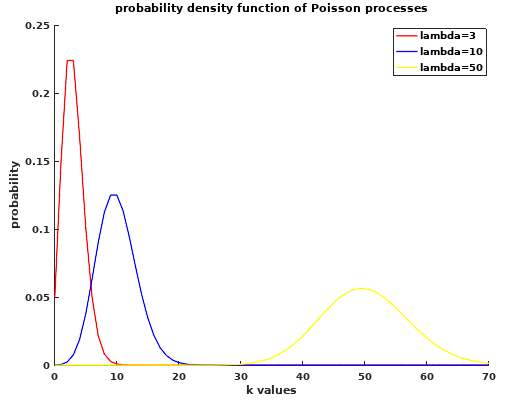 probability density function of Poisson processes
lambda=3
lambda=10
lambda=50
0.25
0.2
0.15
0.1
0.05
0
probability
0 10 20 30 40 50 60 70
k values